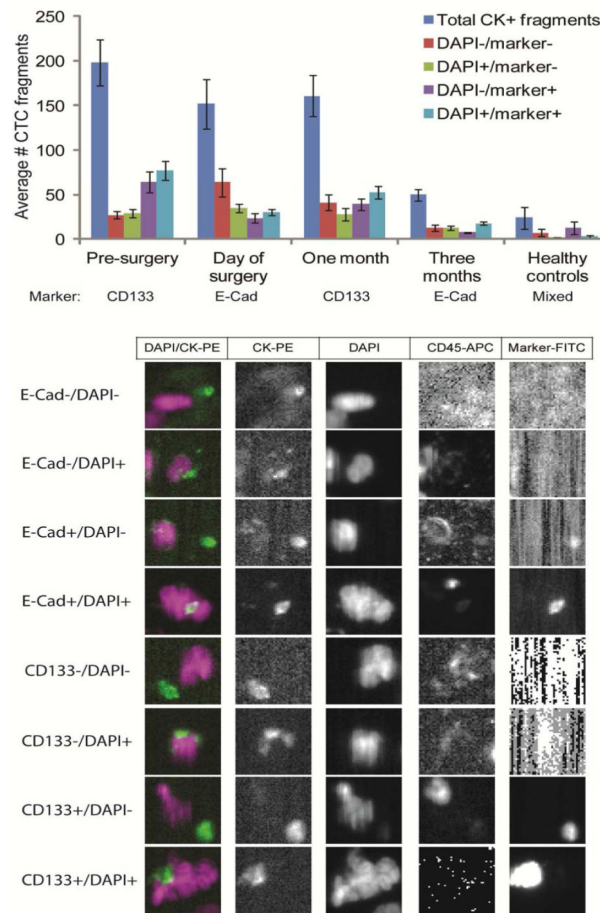 250
200
150
100
50
0
Average # CTC fragments
Total CK+ fragments
DAPI-/marker-
DAPI+/marker-
DAPI-/marker+
DAPI+/marker+
Pre-surgery
Day of surgery
One month
Three months
Healthy controls
Marker: CD133 E-Cad CD133 E-Cad Mixed
DAPI/CK-PE CK-PE DAPI CD45-APC Marker-FITC
E-Cad-/DAPI-
E-Cad-/DAPI+
E-Cad+/DAPI-
E-Cad+/DAPI+
CD133-/DAPI-
CD133-/DAPI+
CD133+/DAPI-
CD133+/DAPI+